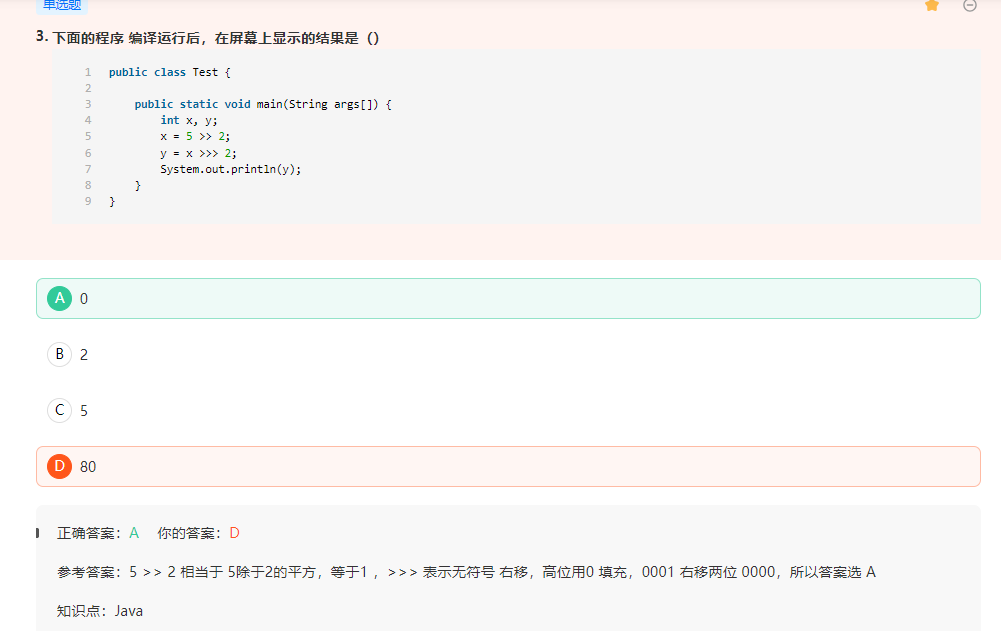 单选题
3. 下面的程序 编译运行后，在屏幕上显示的结果是（）
1 public class Test {
2
3 public static void main(String args[]) {
4 int x, y;
5 x = 5 >> 2;
6 y = x >>> 2;
7 System.out.println(y);
8 }
9 }
A 0
B 2
C 5
D 80
正确答案：A 你的答案：D
参考答案：5 >> 2 相当于 5除于2的平方，等于1 ，>>> 表示无符号 右移，高位用0 填充，0001 右移两位 0000，所以答案选 A
知识点：Java